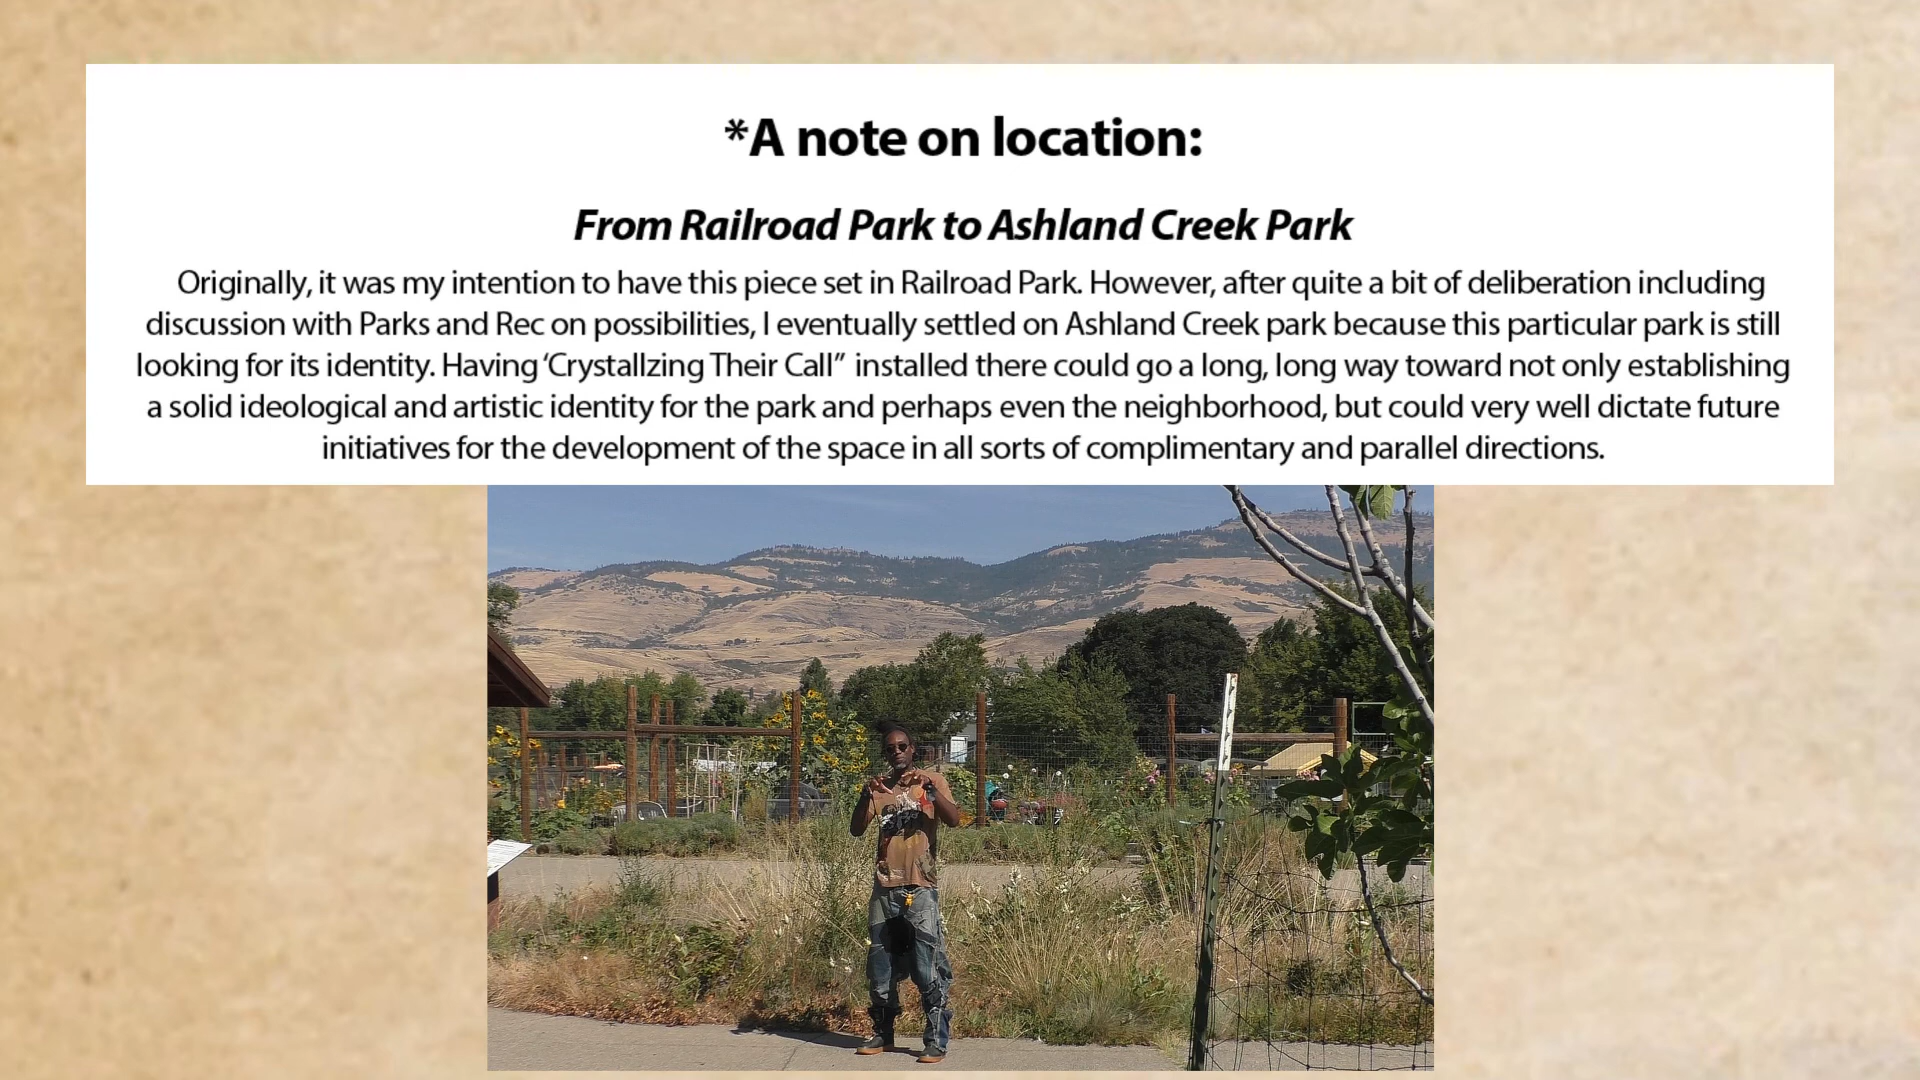 *A note on location:
From Railroad Park to Ashland Creek Park
Originally, it was my intention to have this piece set in Railroad Park. However, after quite a bit of deliberation including
discussion with Parks and Rec on possibilities, I eventually settled on Ashland Creek park because this particular park is still
looking for its identity. Having ‘Crystallzing Their Call” installed there could go a long, long way toward not only establishing
a solid ideological and artistic identity for the park and perhaps even the neighborhood, but could very well dictate future
initiatives for the development of the space in all sorts of complimentary and parallel directions.